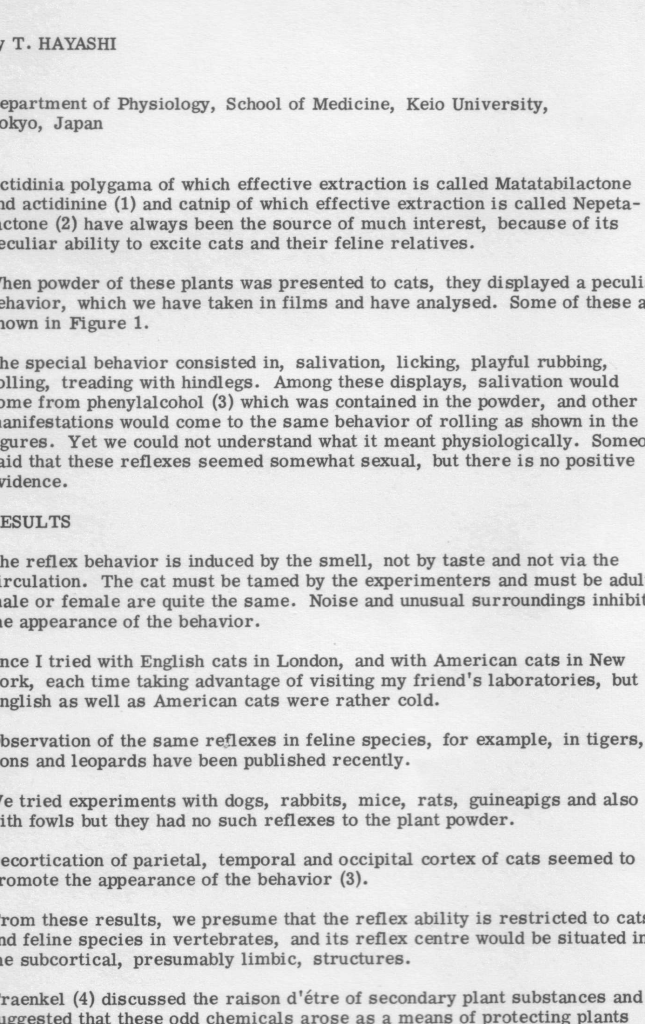 y T. HAYASHI
epartment of Physiology, School of Medicine, Keio University,
okyo, Japan
ctidinia polygama of which effective extraction is called Matatabilactone
nd actidinine (1) and catnip of which effective extraction is called Nepeta-
actone (2) have always been the source of much interest, because of its
eculiar ability to excite cats and their feline relatives.
hen powder of these plants was presented to cats, they displayed a peculi
ehavior, which we have taken in films and have analysed. Some of these a
hown in Figure 1.
he special behavior consisted in, salivation, licking, playful rubbing,
olling, treading with hindlegs. Among these displays, salivation would
ome from phenylalcohol (3) which was contained in the powder, and other
manifestations would come to the same behavior of rolling as shown in the
gures. Yet we could not understand what it meant physiologically. Someo
aid that these reflexes seemed somewhat sexual, but there is no positive
vidence.
ESULTS
he reflex behavior is induced by the smell, not by taste and not via the
irculation. The cat must be tamed by the experimenters and must be adul
male or female are quite the same. Noise and unusual surroundings inhibit
he appearance of the behavior.
nce I tried with English cats in London, and with American cats in New
ork, each time taking advantage of visiting my friend's laboratories, but
nglish as well as American cats were rather cold.
bservation of the same reflexes in feline species, for example, in tigers,
ions and leopards have been published recently.
We tried experiments with dogs, rabbits, mice, rats, guineapigs and also
ith fowls but they had no such reflexes to the plant powder.
ecortication of parietal, temporal and occipital cortex of cats seemed to
romote the appearance of the behavior (3).
rom these results, we presume that the reflex ability is restricted to cats
nd feline species in vertebrates, and its reflex centre would be situated in
he subcortical, presumably limbic, structures.
raenkel (4) discussed the raison d'étre of secondary plant substances and
uggested that these odd chemicals arose as a means of protecting plants